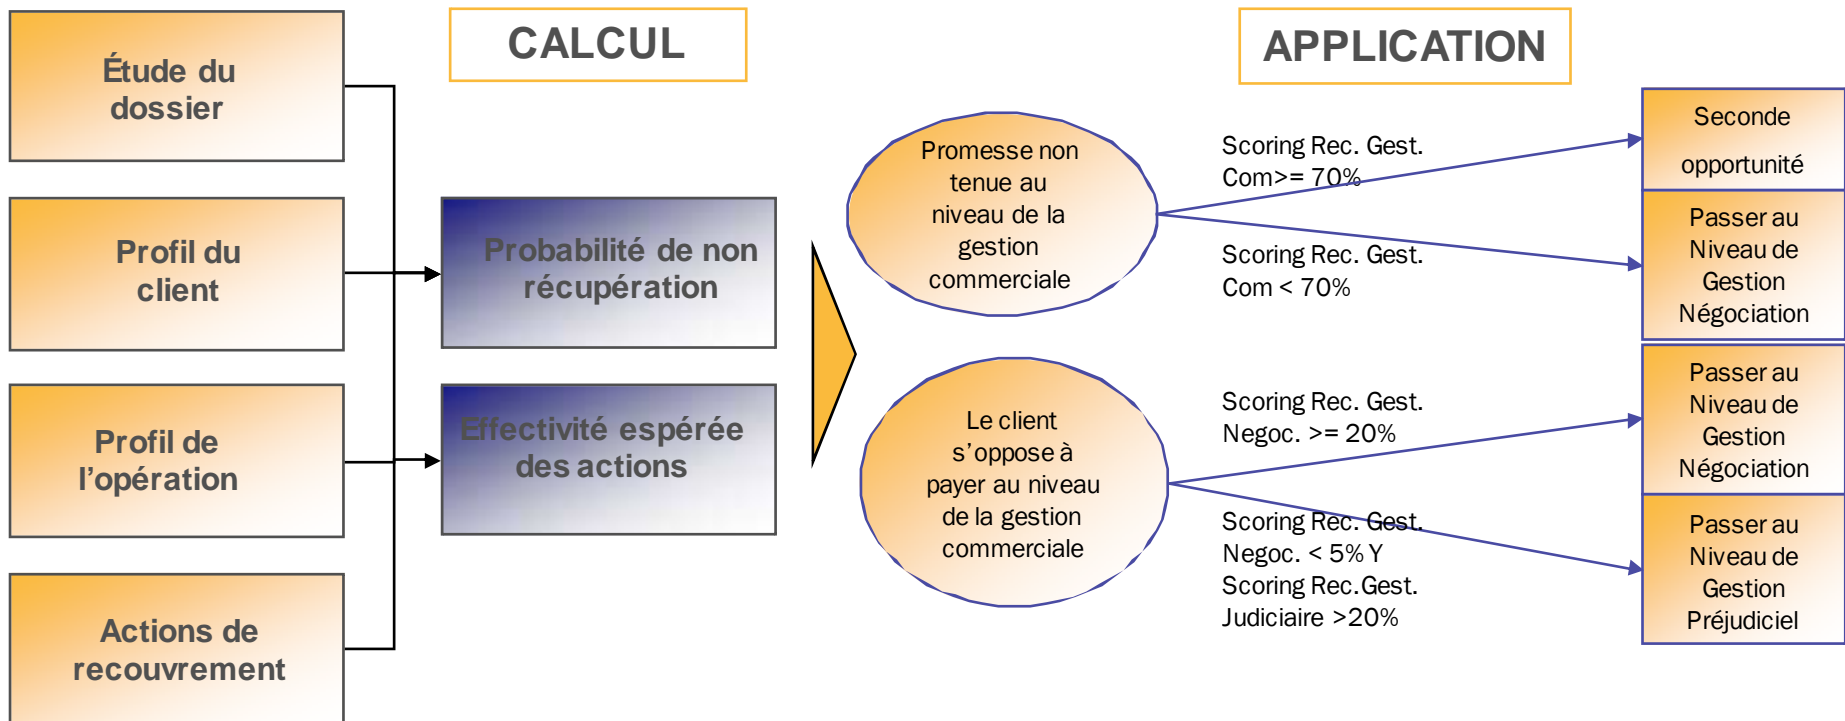 Étude du
dossier
Profil du
client
Profil de
l’opération
Actions de
recouvrement
CALCUL
Probabilité de non
récupération
Effectivité espérée
des actions
APPLICATION
Promesse non
tenue au
niveau de la
gestion
commerciale
Scoring Rec. Gest.
Com>= 70%
Scoring Rec. Gest.
Com < 70%
Seconde
opportunité
Passer au
Niveau de
Gestion
Négociation
Le client
s’oppose à
payer au niveau
de la gestion
commerciale
Scoring Rec. Gest.
Negoc. >= 20%
Scoring Rec. Gest.
Negoc. < 5% Y
Scoring Rec.Gest.
Judiciaire >20%
Passer au
Niveau de
Gestion
Négociation
Passer au
Niveau de
Gestion
Préjudiciel